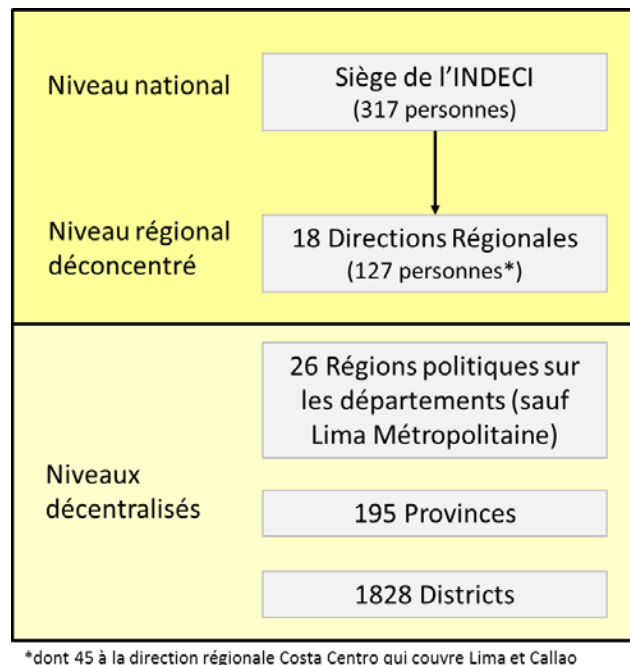 Niveau national
Siège de l'INDECI
(317 personnes)
Niveau régional
déconcentré
18 Directions Régionales
(127 personnes*)
26 Régions politiques sur
les départements (sauf
Lima Métropolitaine)
Niveaux
décentralisés
195 Provinces
1828 Districts
*dont 45 à la direction régionale Costa Centro qui couvre Lima et Callao